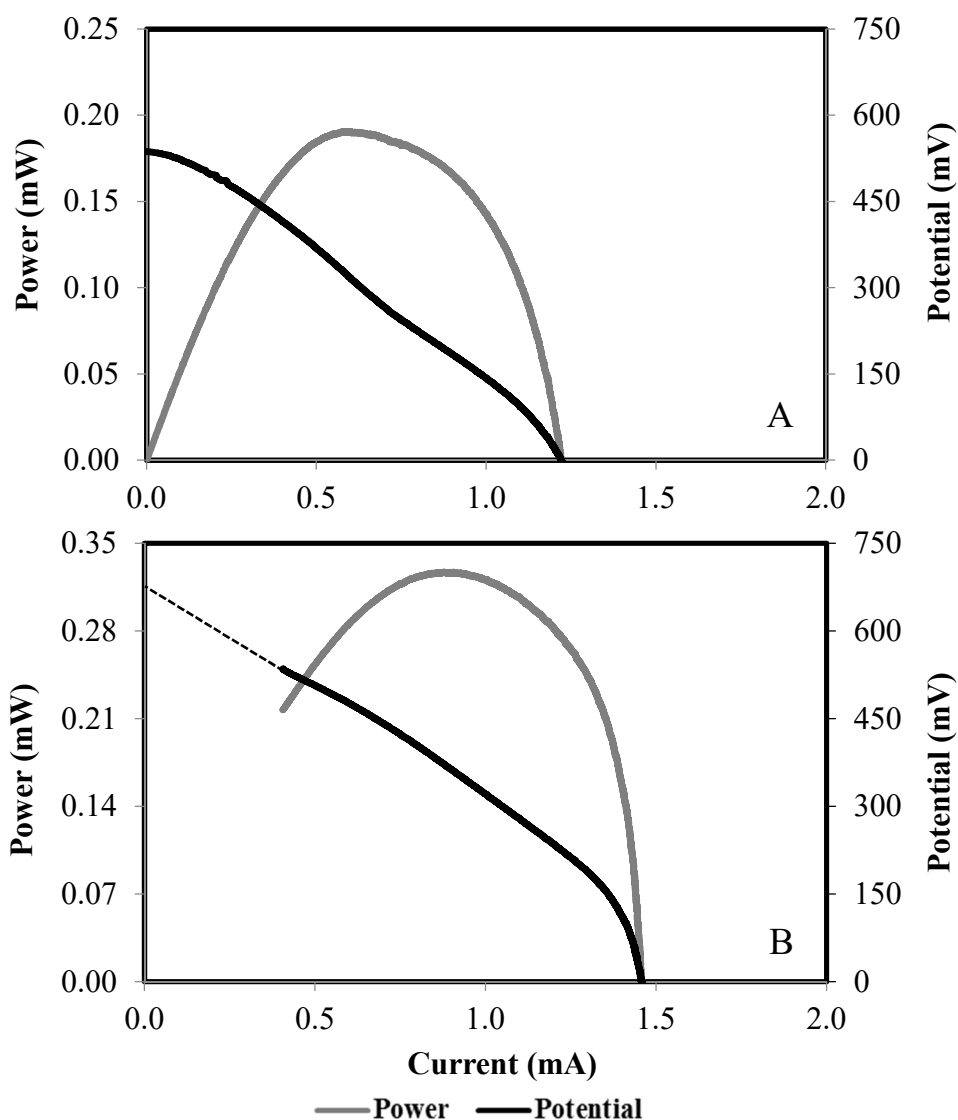 0.25 750
0.20 600
0.15 450
0.10 300
0.05 150
0.00 0
Power (mW)
Potential (mV)
A
0.0 0.5 1.0 1.5 2.0
0.35 750
0.28 600
0.21 450
0.14 300
0.07 150
0.00 0
Power (mW)
Potential (mV)
B
0.0 0.5 1.0 1.5 2.0
Current (mA)
Power Potential